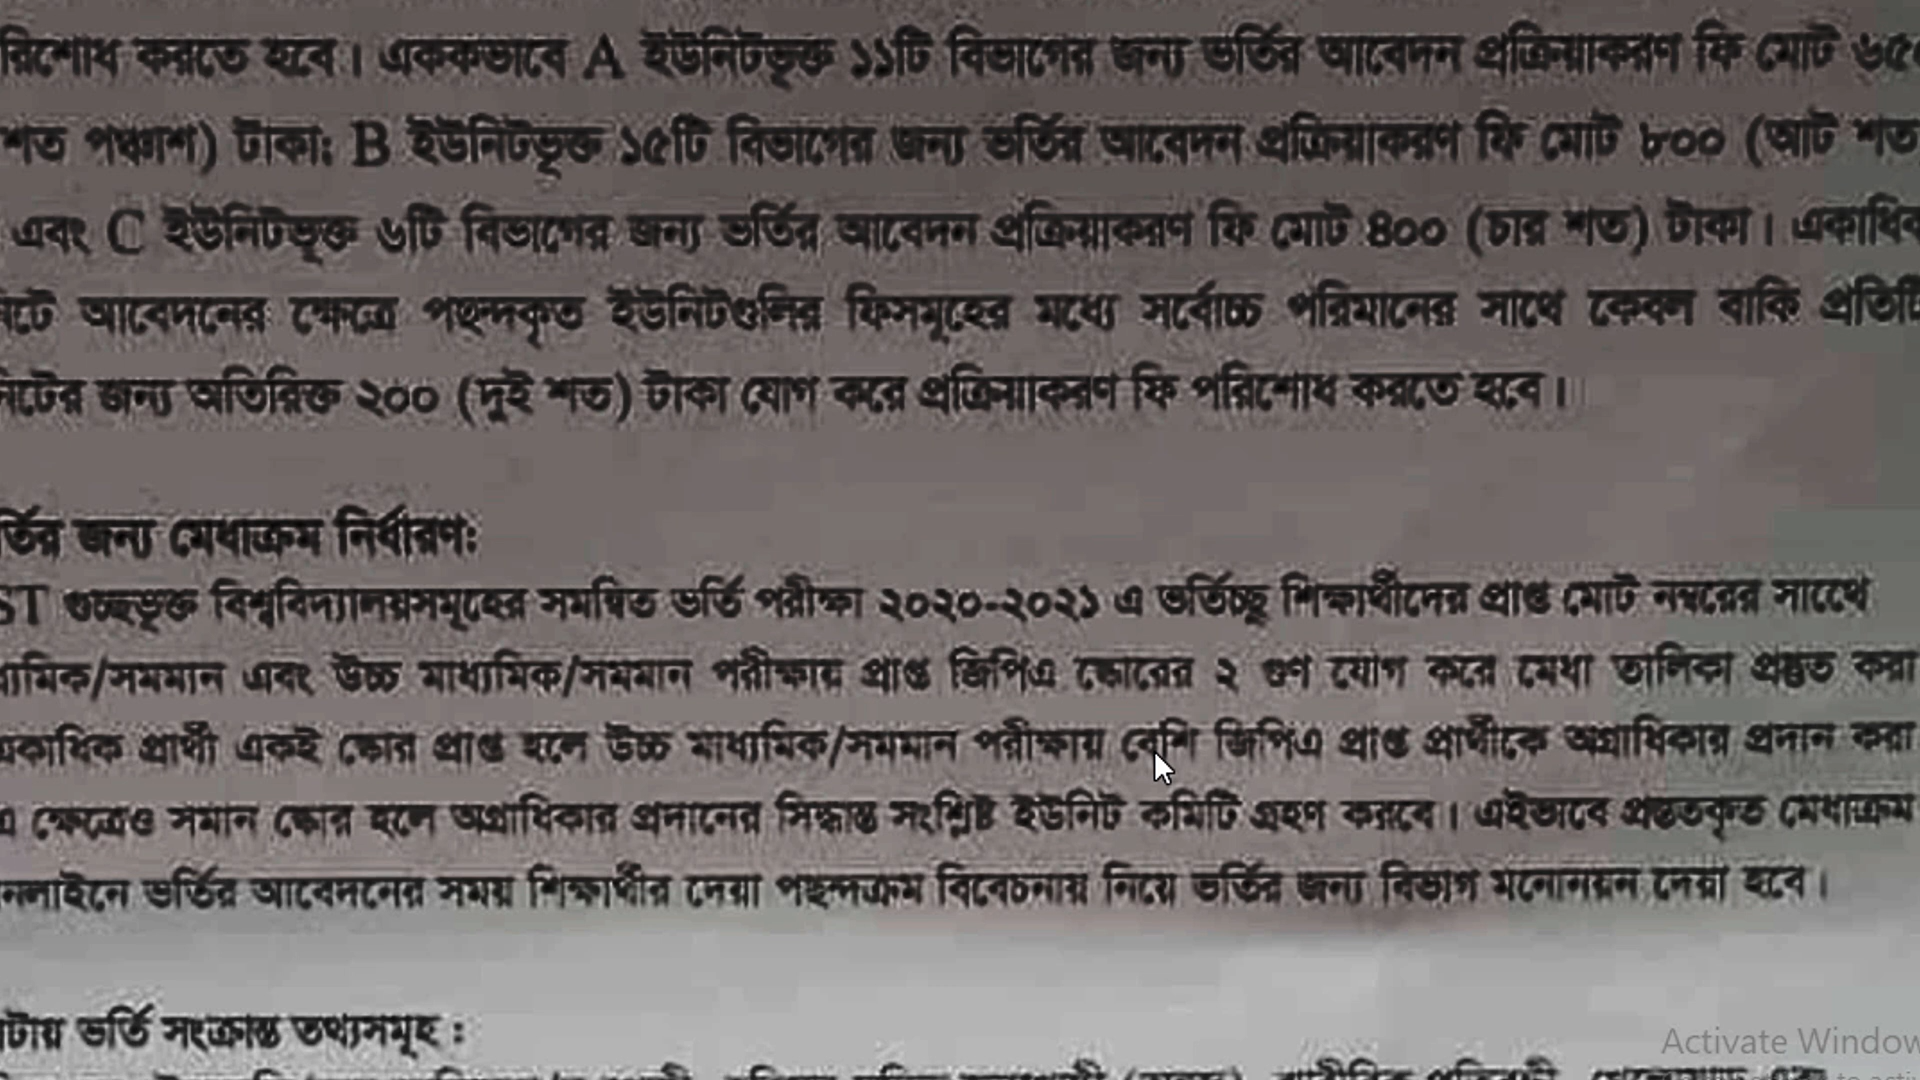 রিশোধ করতে হবে। এককভাবে A ইউনিটভূক্ত ১১টি বিভাগের জন্য ভর্তির আবেদন প্রক্রিয়াকরণ ফি মোট ৬৫০
শত পঞ্চাশ) টাকা; B ইউনিটভূক্ত ১৫টি বিভাগের জন্য ভর্তির আবেদন প্রক্রিয়াকরণ ফি মোট ৮০০ (আট শত
এবং C ইউনিটভূক্ত ৬টি বিভাগের জন্য ভর্তির আবেদন প্রক্রিয়াকরণ ফি মোট ৪০০ (চার শত) টাকা। একাধিক
নিটে আবেদনের ক্ষেত্রে পছন্দকৃত ইউনিটগুলির ফিসমূহের মধ্যে সর্বোচ্চ পরিমানের সাথে কেবল বাকি প্রতিটি
নিটের জন্য অতিরিক্ত ২০০ (দুই শত) টাকা যোগ করে প্রক্রিয়াকরণ ফি পরিশোধ করতে হবে।
র্তির জন্য মেধাক্রম নির্ধারণ:
ST গুচ্ছভূক্ত বিশ্ববিদ্যালয়সমূহের সমন্বিত ভর্তি পরীক্ষা ২০২০-২০২১ এ ভর্তিচ্ছু শিক্ষার্থীদের প্রাপ্ত মোট নম্বরের সাথে
ধ্যমিক/সমমান এবং উচ্চ মাধ্যমিক/সমমান পরীক্ষায় প্রাপ্ত জিপিএ স্কোরের ২ গুণ যোগ করে মেধা তালিকা প্রস্তুত করা
একাধিক প্রার্থী একই স্কোর প্রাপ্ত হলে উচ্চ মাধ্যমিক/সমমান পরীক্ষায় বেশি জিপিএ প্রাপ্ত প্রার্থীকে অগ্রাধিকার প্রদান করা
এ ক্ষেত্রেও সমান স্কোর হলে অগ্রাধিকার প্রদানের সিদ্ধান্ত সংশ্লিষ্ট ইউনিট কমিটি গ্রহণ করবে। এইভাবে প্রস্তুতকৃত মেধাক্রম
নলাইনে ভর্তির আবেদনের সময় শিক্ষার্থীর দেয়া পছন্দক্রম বিবেচনায় নিয়ে ভর্তির জন্য বিভাগ মনোনয়ন দেয়া হবে।
টায় ভর্তি সংক্রান্ত তথ্যসমূহ :
Activate Window